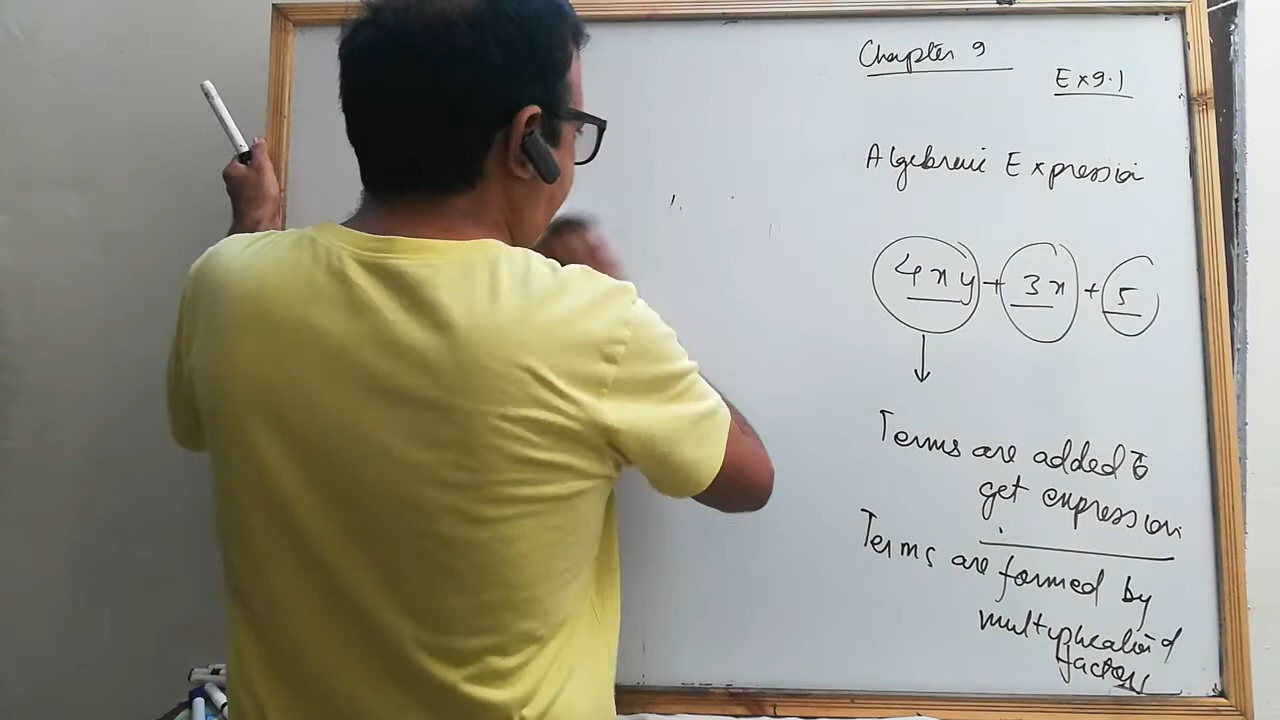 Chapter 9
Ex 9.1
Algebraic Expression
4xy + 3x + 5
Terms are added to
get expression
Terms are formed by
multiplication of
factors